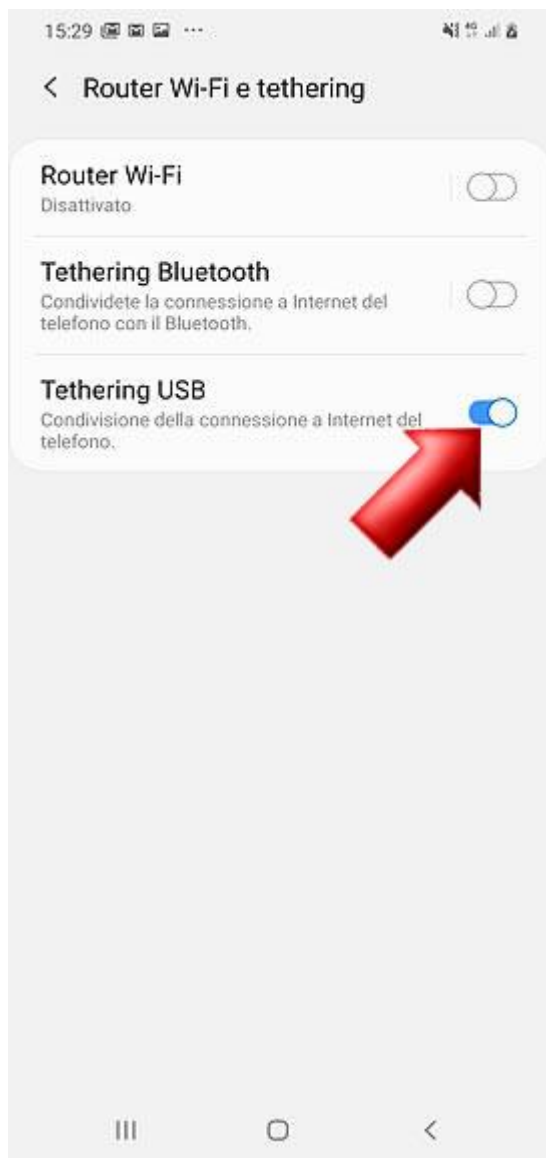 15:29
Router Wi-Fi e tethering
Router Wi-Fi
Disattivato
Tethering Bluetooth
Condividete la connessione a Internet del
telefono con il Bluetooth.
Tethering USB
Condivisione della connessione a Internet del
telefono.